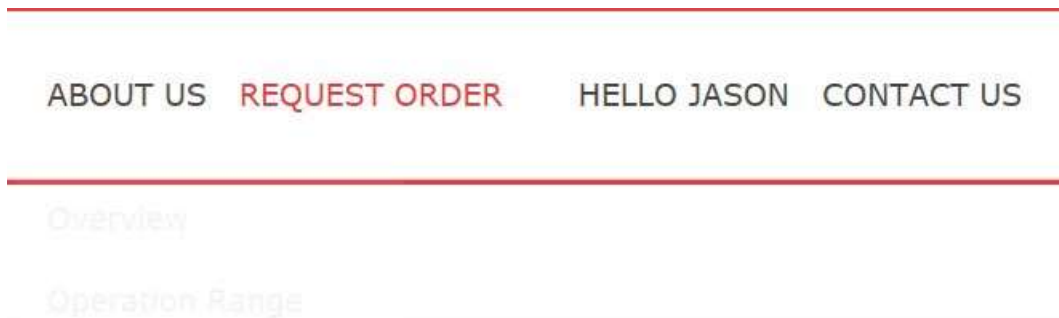 ABOUT US REQUEST ORDER HELLO JASON CONTACT US
Overview
Operation Range